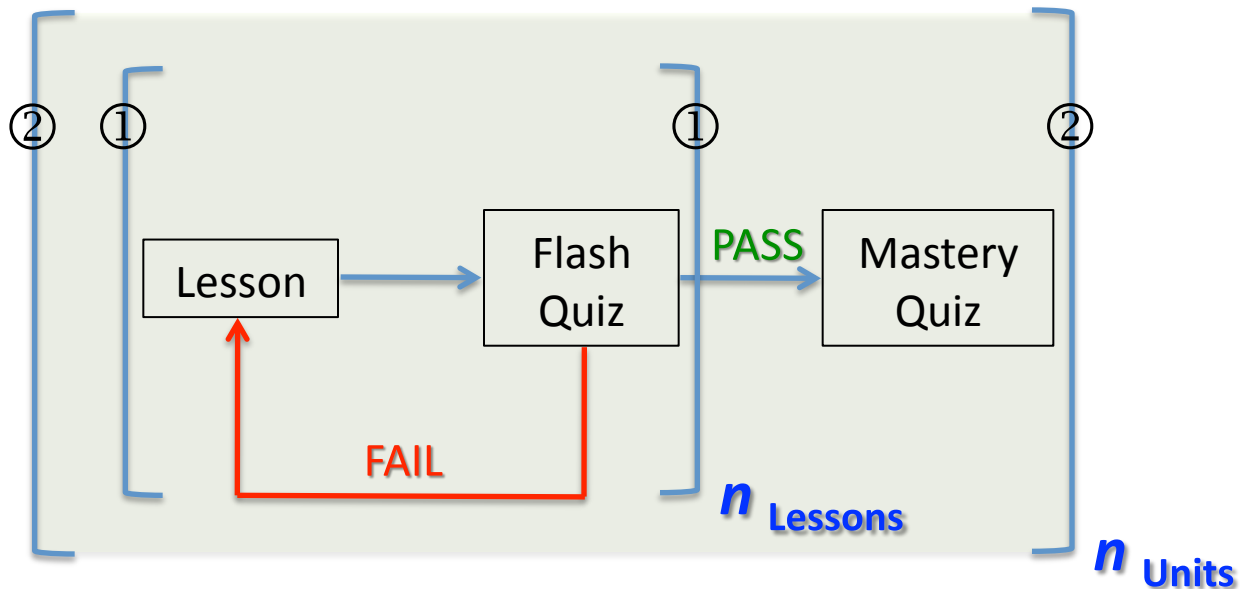 ② ① ① ②
Lesson
Flash
Quiz
PASS
Mastery
Quiz
FAIL
n Lessons
n Units